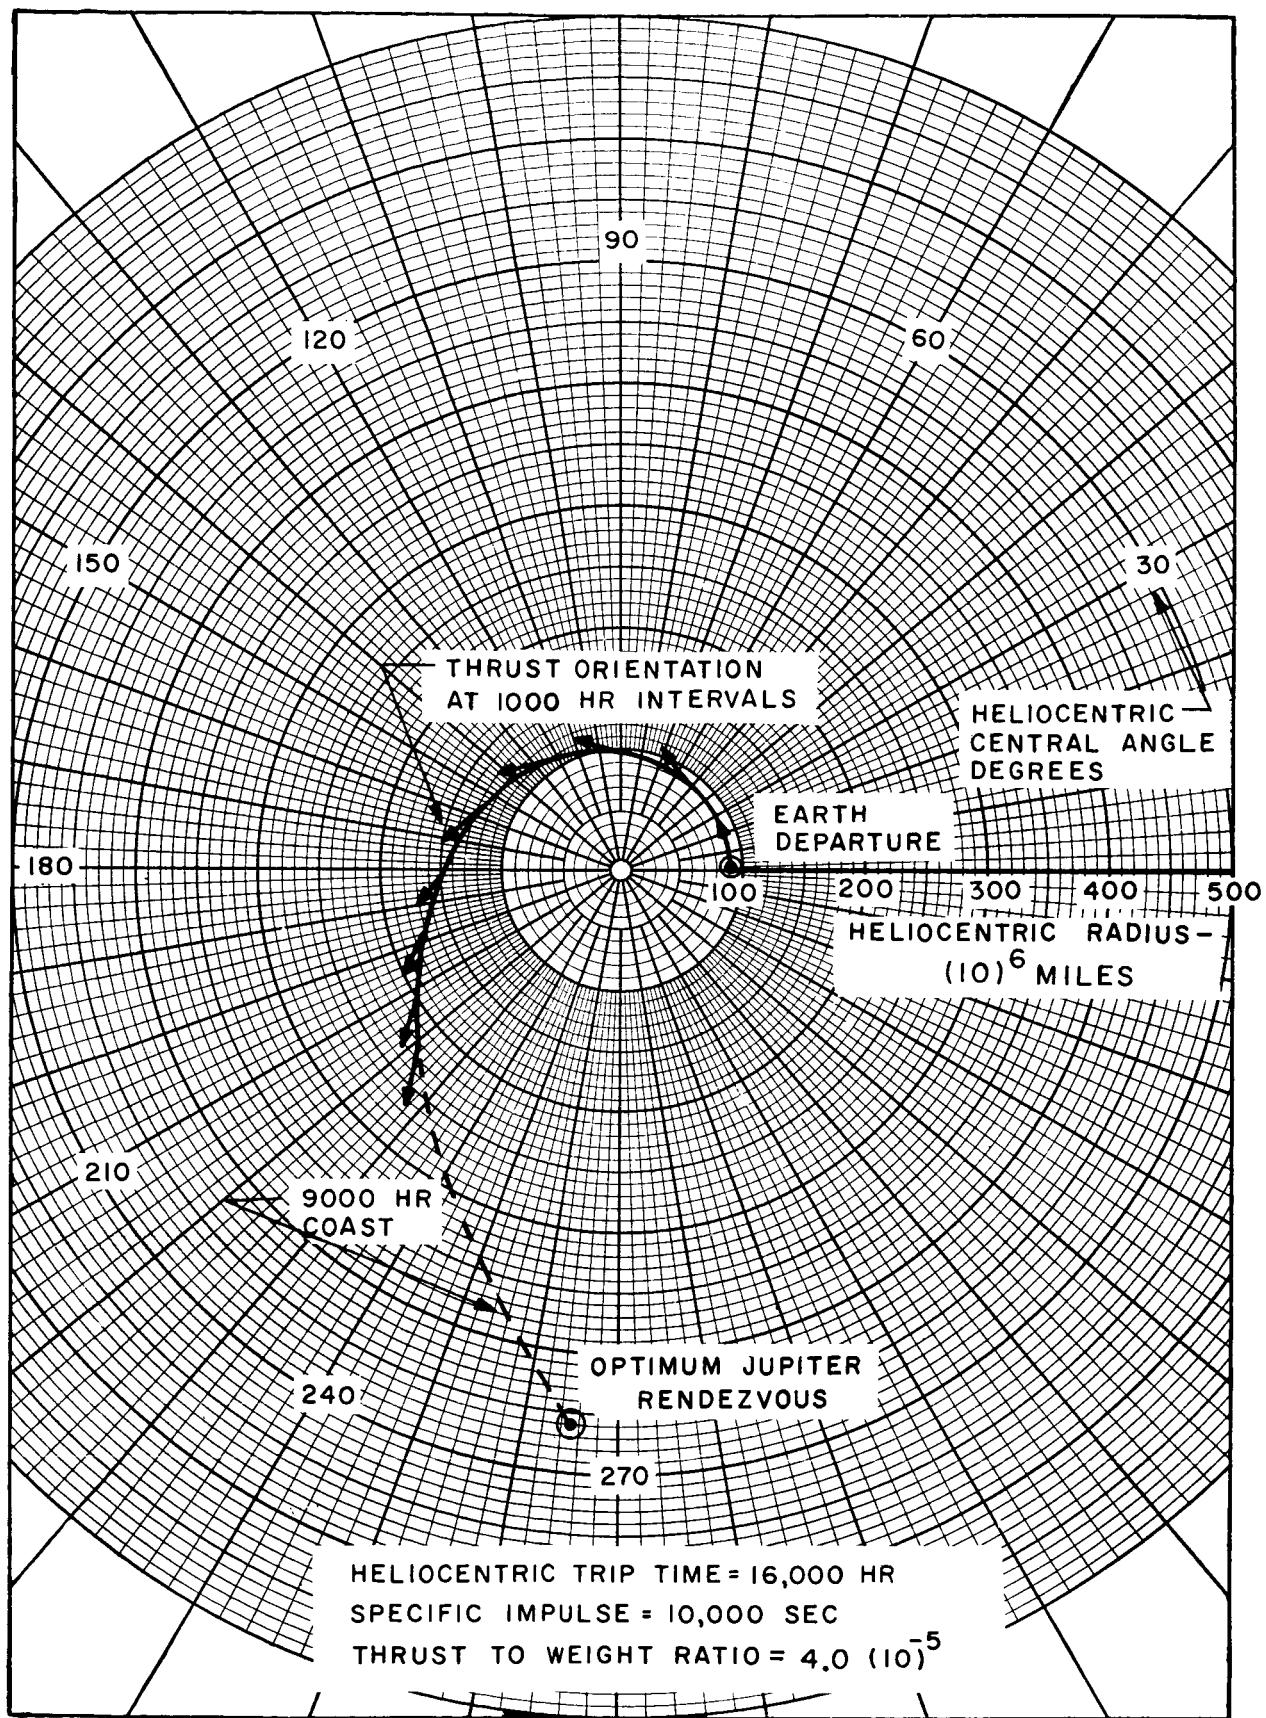 90
120
60
150
30
THRUST ORIENTATION
AT 1000 HR INTERVALS
HELIOCENTRIC
CENTRAL ANGLE
DEGREES
EARTH
DEPARTURE
180
100 200 300 400 500
HELIOCENTRIC RADIUS-
(10)⁶ MILES
210
9000 HR
COAST
OPTIMUM JUPITER
RENDEZVOUS
240
270
HELIOCENTRIC TRIP TIME = 16,000 HR
SPECIFIC IMPULSE = 10,000 SEC
THRUST TO WEIGHT RATIO = 4.0 (10)⁻⁵